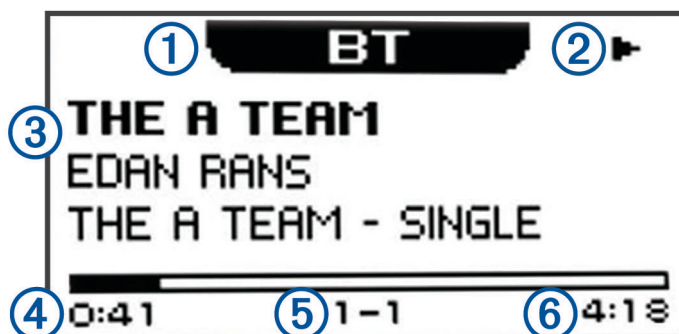 ① BT ②
③ THE A TEAM
EDAN RANS
THE A TEAM - SINGLE
④ 0:41 ⑤ 1-1 ⑥ 4:18